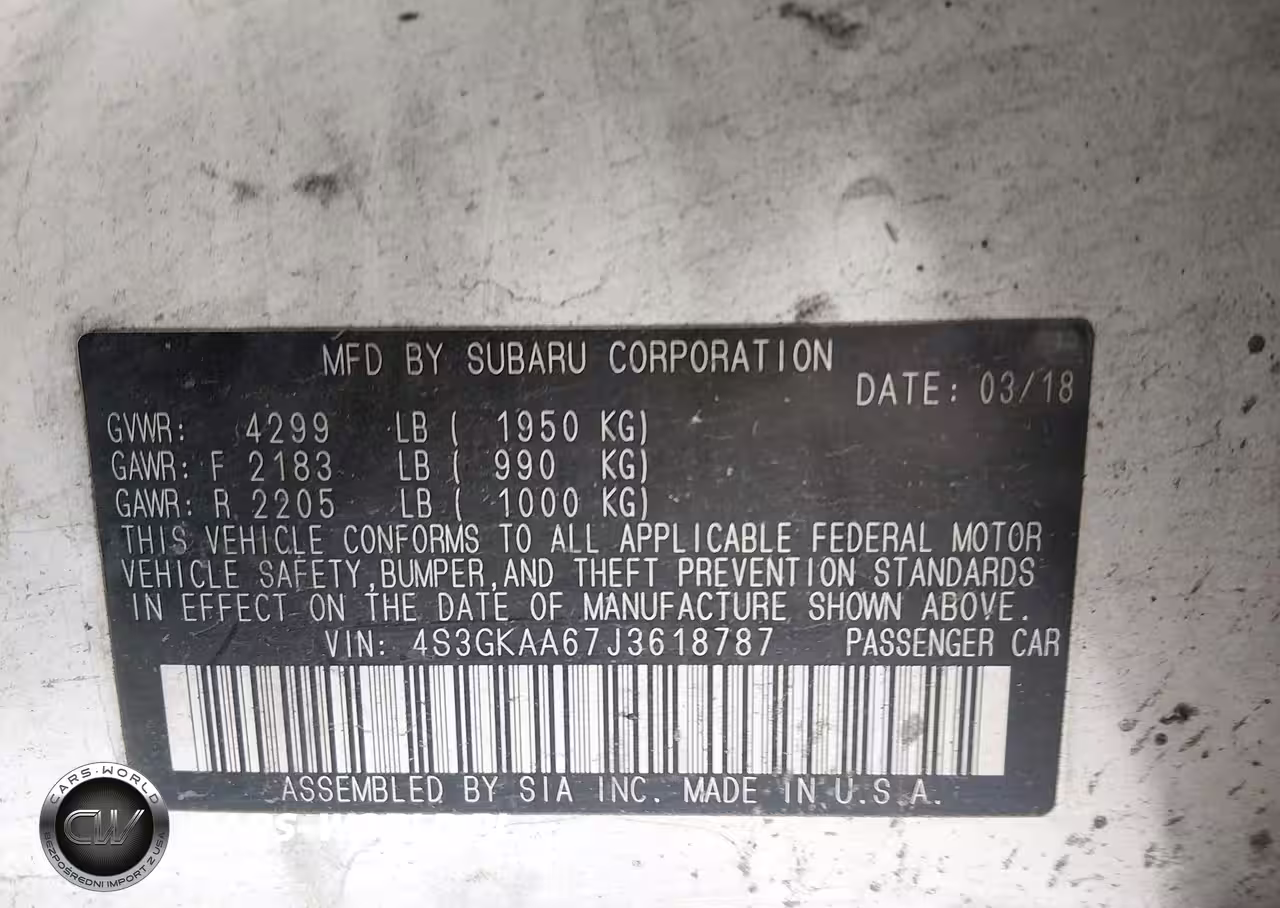 MFD BY SUBARU CORPORATION
DATE: 03/18
GVWR: 4299 LB ( 1950 KG)
GAWR: F 2183 LB ( 990 KG)
GAWR: R 2205 LB ( 1000 KG)
THIS VEHICLE CONFORMS TO ALL APPLICABLE FEDERAL MOTOR
VEHICLE SAFETY,BUMPER,AND THEFT PREVENTION STANDARDS
IN EFFECT ON THE DATE OF MANUFACTURE SHOWN ABOVE.
VIN: 4S3GKAA67J3618787 PASSENGER CAR
ASSEMBLED BY SIA INC. MADE IN U.S.A.
CARS-WORLD
CW
BEZPOŚREDNI IMPORT Z USA